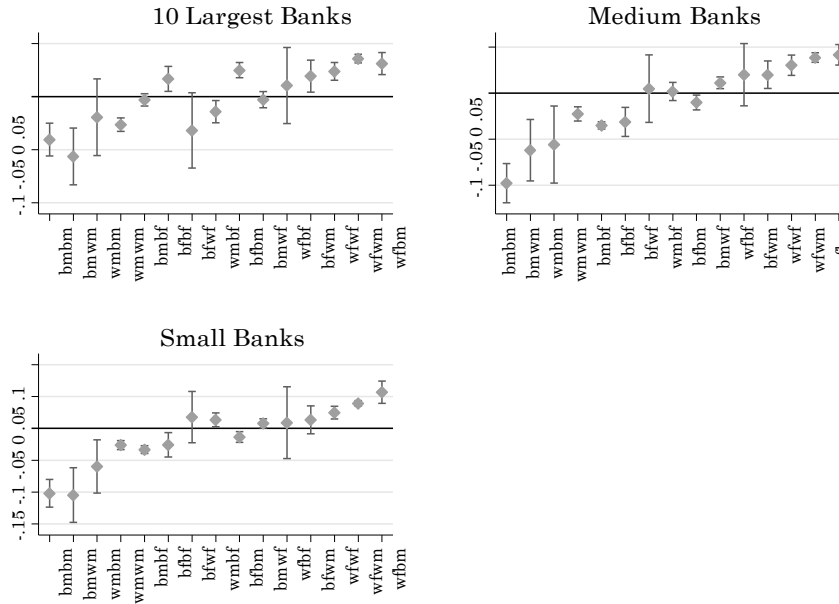 10 Largest Banks
-.1 -.05 0 .05
bmbm
bmwm
wmbm
wmwm
bmbf
bfbf
bfwf
wmbf
bfbm
bmwf
wfbf
bfwm
wfwf
wfwm
wfbm
Medium Banks
-.1 -.05 0 .05
bmbm
bmwm
wmbm
wmwm
bmbf
bfbf
bfwf
wmbf
bfbm
bmwf
wfbf
bfwm
wfwf
wfwm
Small Banks
-.15 -.1 -.05 0 .05 .1
bmbm
bmwm
wmbm
wmwm
bmbf
bfbf
bfwf
wmbf
bfbm
bmwf
wfbf
bfwm
wfwf
wfwm
wfbm